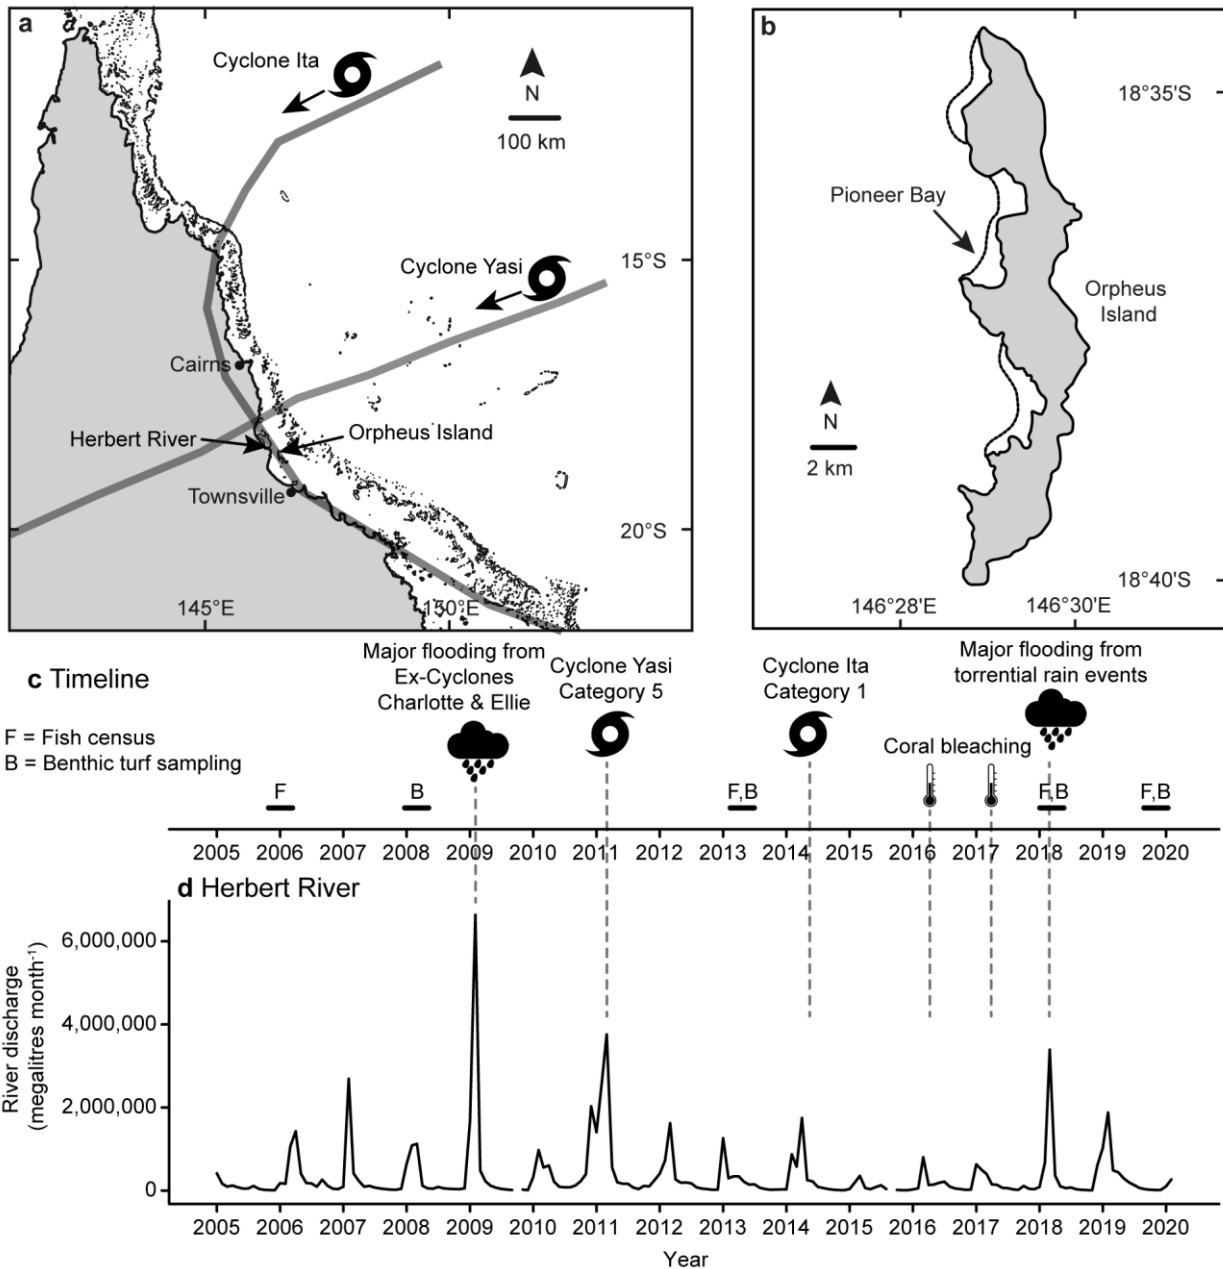 a
Cyclone Ita
N
100 km
Cyclone Yasi
15°S
Cairns
Herbert River
Orpheus Island
Townsville
20°S
145°E
150°E
b
18°35'S
Pioneer Bay
Orpheus
Island
N
2 km
18°40'S
146°28'E
146°30'E
c Timeline
F = Fish census
B = Benthic turf sampling
Major flooding from
Ex-Cyclones
Charlotte & Ellie
Cyclone Yasi
Category 5
Cyclone Ita
Category 1
Major flooding from
torrential rain events
Coral bleaching
F
B
F,B
F,B
F,B
2005 2006 2007 2008 2009 2010 2011 2012 2013 2014 2015 2016 2017 2018 2019 2020
d Herbert River
River discharge
(megalitres month⁻¹)
6,000,000
4,000,000
2,000,000
0
2005 2006 2007 2008 2009 2010 2011 2012 2013 2014 2015 2016 2017 2018 2019 2020
Year